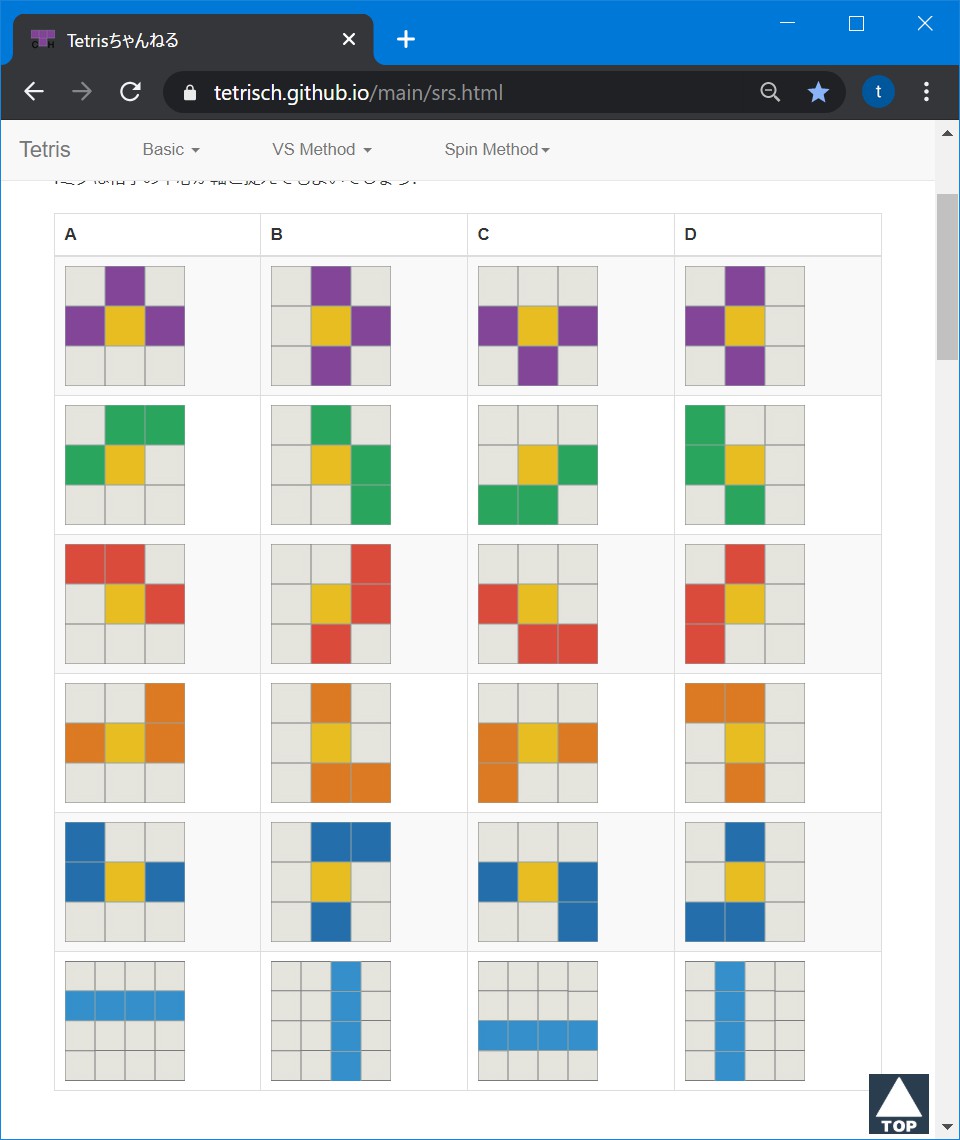 Tetrisちゃんねる
tetrisch.github.io/main/srs.html
t
Tetris Basic VS Method Spin Method
A B C D
TOP